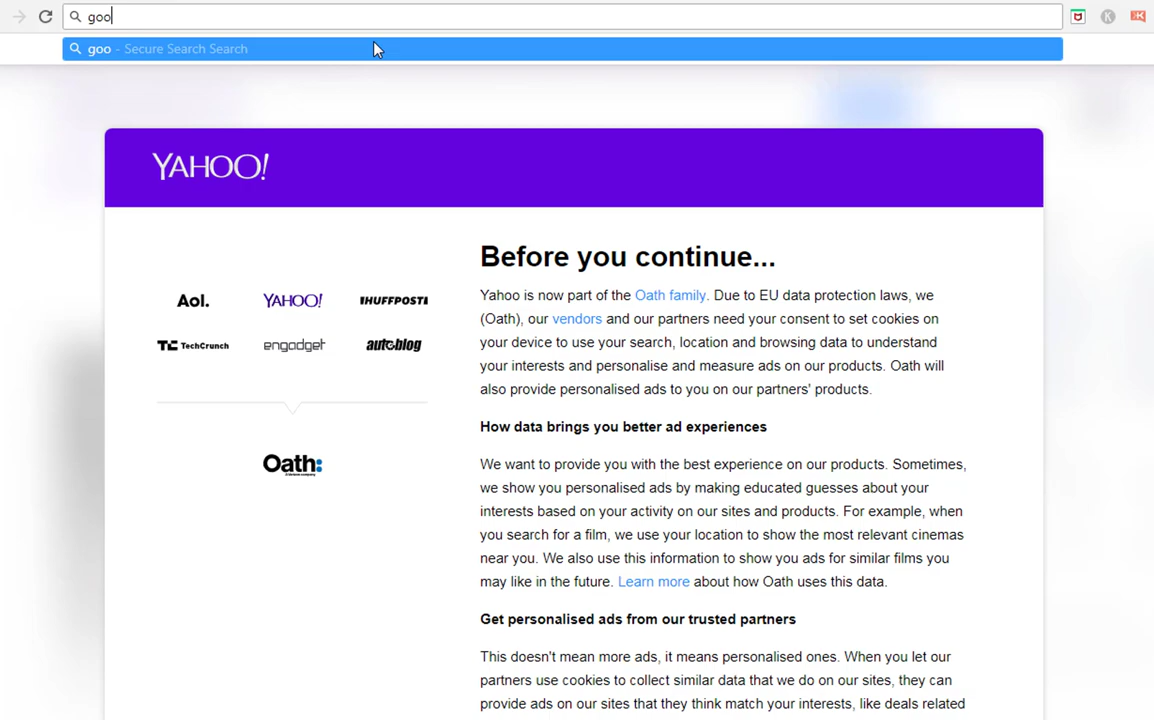 goo
goo - Secure Search Search
YAHOO!
Before you continue...
Yahoo is now part of the Oath family. Due to EU data protection laws, we
(Oath), our vendors and our partners need your consent to set cookies on
your device to use your search, location and browsing data to understand
your interests and personalise and measure ads on our products. Oath will
also provide personalised ads to you on our partners' products.
How data brings you better ad experiences
We want to provide you with the best experience on our products. Sometimes,
we show you personalised ads by making educated guesses about your
interests based on your activity on our sites and products. For example, when
you search for a film, we use your location to show the most relevant cinemas
near you. We also use this information to show you ads for similar films you
may like in the future. Learn more about how Oath uses this data.
Get personalised ads from our trusted partners
This doesn't mean more ads, it means personalised ones. When you let our
partners use cookies to collect similar data that we do on our sites, they can
provide ads on our sites that they think match your interests, like deals related
Aol. YAHOO! HUFFPOST
TC TechCrunch engadget autoblog
Oath: